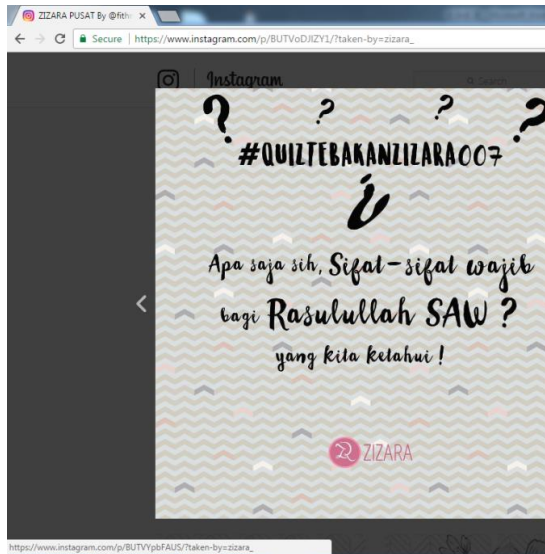 ZIZARA PUSAT By @fith
Secure | https://www.instagram.com/p/BUTVoDJIZY1/?taken-by=zizara_
Instagram
Search
? ? ? ?
#QUIZTEBAKANZIZARA007
¿
Apa saja sih, Sifat-sifat wajib
bagi Rasulullah SAW ?
yang kita ketahui !
ZIZARA
https://www.instagram.com/p/BUTVYpbFAUS/?taken-by=zizara_